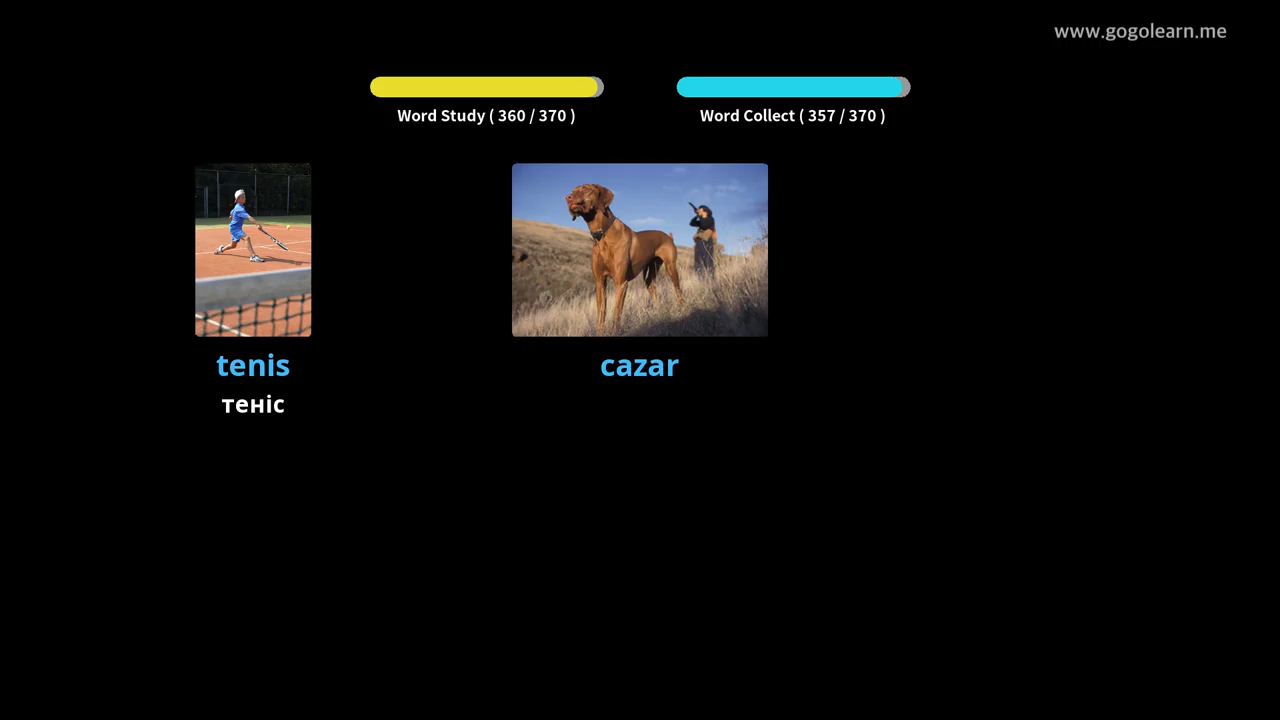 www.gogolearn.me
Word Study ( 360 / 370 )
Word Collect ( 357 / 370 )
tenis
теніс
cazar